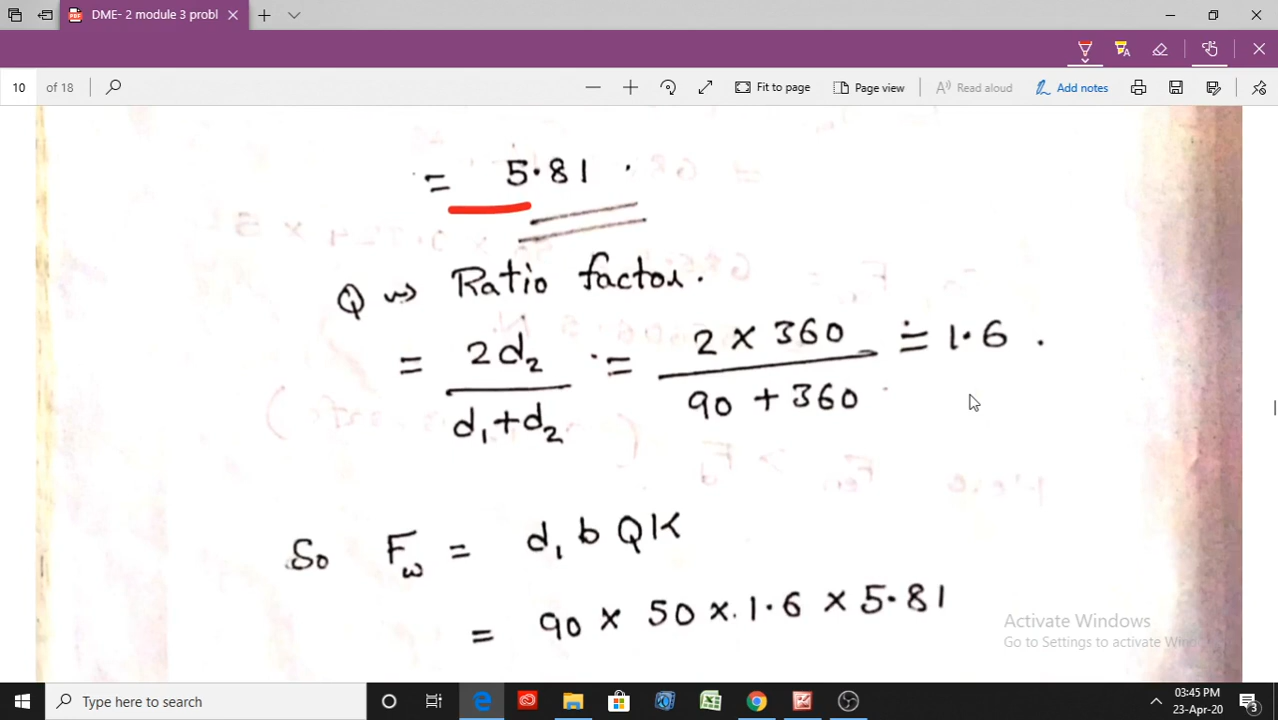 DME- 2 module 3 probl
10 of 18
Fit to page
Page view
Read aloud
Add notes
= 5.81 .
Q ⇝ Ratio factor.
= 2d₂ / d₁+d₂ = 2 × 360 / 90 + 360 ≐ 1.6 .
So F_w = d₁ b Q K
= 90 × 50 × 1.6 × 5.81
Activate Windows
Go to Settings to activate Win
Type here to search
03:45 PM
23-Apr-20
3